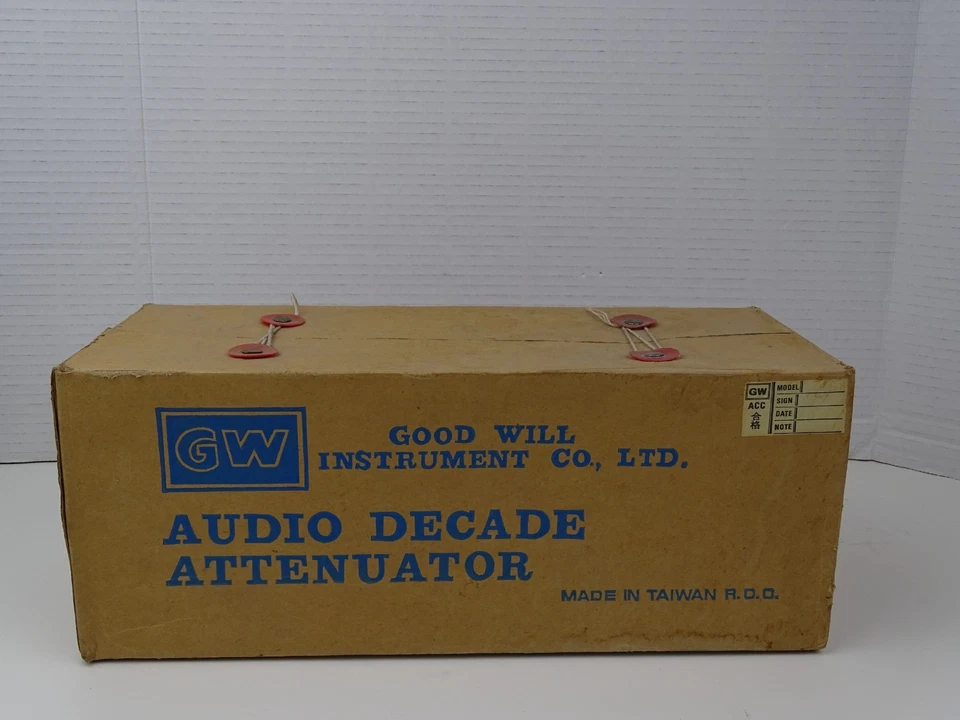 GW
GOOD WILL
INSTRUMENT CO., LTD.
AUDIO DECADE
ATTENUATOR
MADE IN TAIWAN R.O.C.
GW
ACC
合格
MODEL
SIGN
DATE
NOTE